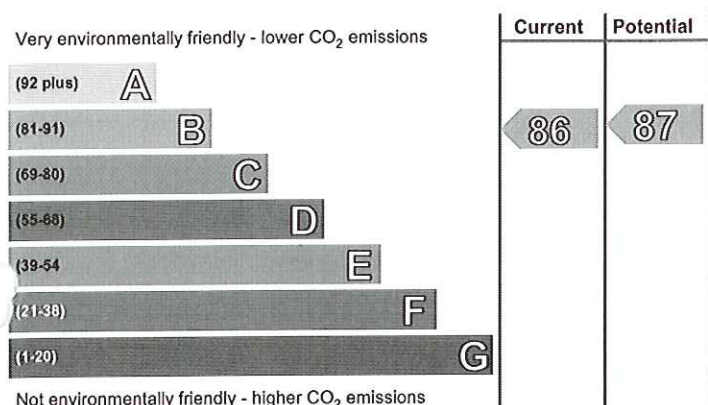 Very environmentally friendly - lower CO₂ emissions
Current
Potential
(92 plus) A
(81-91) B
86
87
(69-80) C
(55-68) D
(39-54 E
(21-38) F
(1-20) G
Not environmentally friendly - higher CO₂ emissions